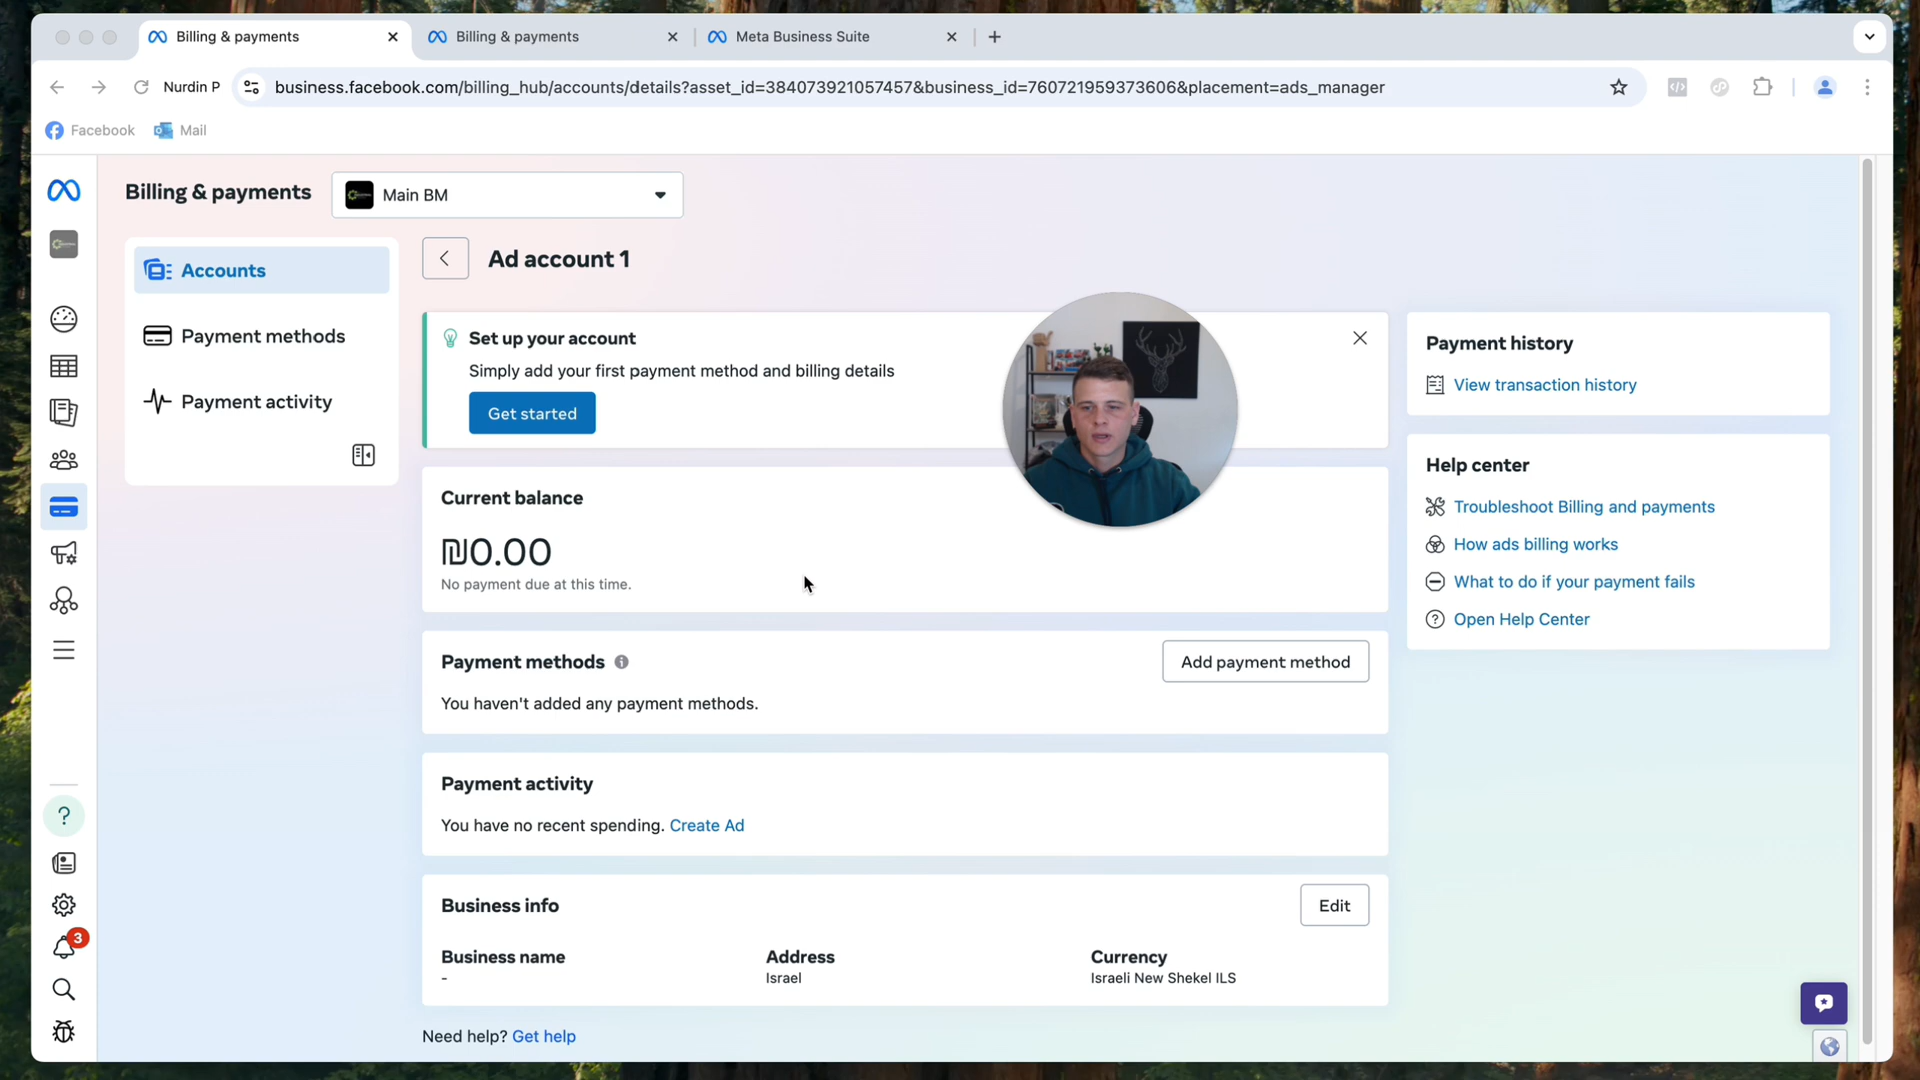 Billing & payments
Billing & payments
Meta Business Suite
Nurdin P
business.facebook.com/billing_hub/accounts/details?asset_id=384073921057457&business_id=760721959373606&placement=ads_manager
Facebook
Mail
Billing & payments
Main BM
Accounts
Payment methods
Payment activity
Ad account 1
Set up your account
Simply add your first payment method and billing details
Get started
Current balance
₪0.00
No payment due at this time.
Payment methods
Add payment method
You haven't added any payment methods.
Payment activity
You have no recent spending. Create Ad
Business info
Edit
Business name
-
Address
Israel
Currency
Israeli New Shekel ILS
Need help? Get help
Payment history
View transaction history
Help center
Troubleshoot Billing and payments
How ads billing works
What to do if your payment fails
Open Help Center
3